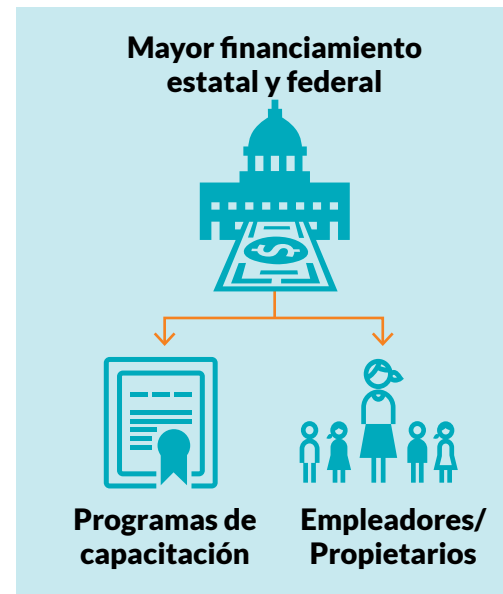 Mayor financiamiento
estatal y federal
Programas de
capacitación
Empleadores/
Propietarios